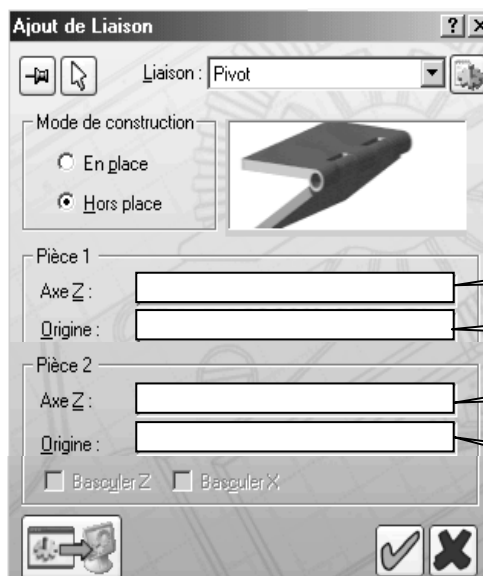 Ajout de Liaison
Liaison : Pivot
Mode de construction
En place
Hors place
Pièce 1
Axe Z :
Origine :
Pièce 2
Axe Z :
Origine :
Basculer Z Basculer X